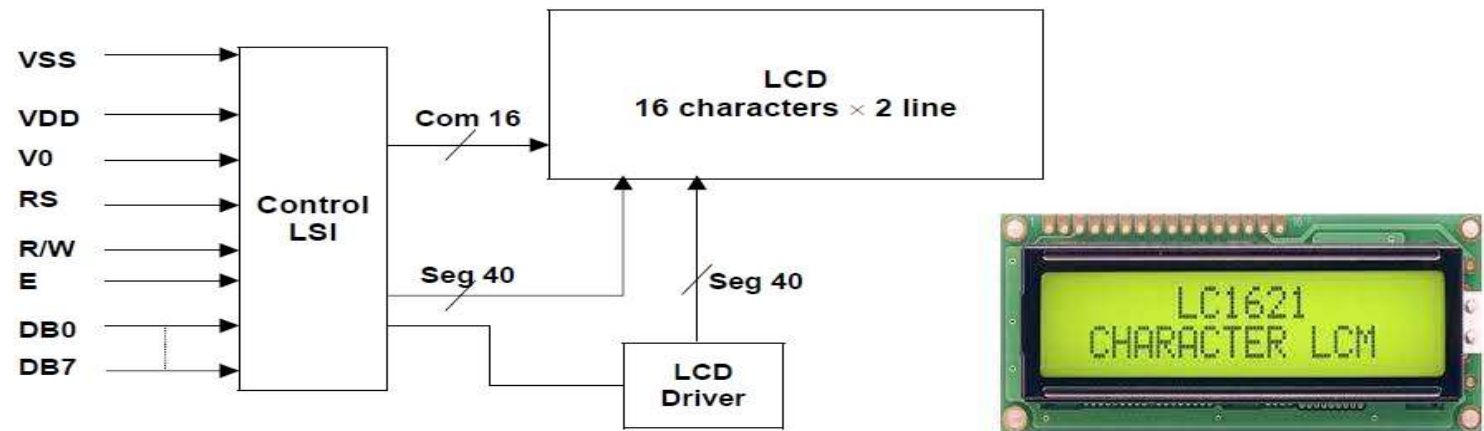 VSS
VDD
V0
RS
R/W
E
DB0
DB7
Control
LSI
Com 16
Seg 40
LCD
16 characters × 2 line
Seg 40
LCD
Driver
LC1621
CHARACTER LCM